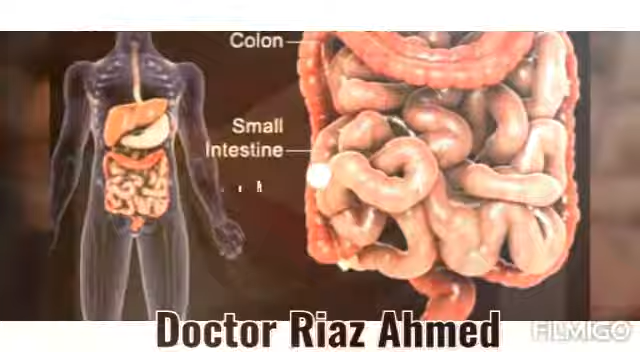 Colon
Small
Intestine
Doctor Riaz Ahmed
FILMIGO